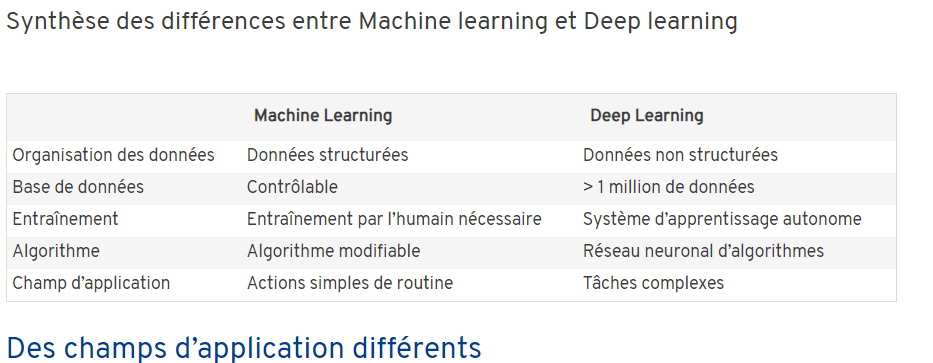 Synthèse des différences entre Machine learning et Deep learning
Machine Learning Deep Learning
Organisation des données Données structurées Données non structurées
Base de données Contrôlable > 1 million de données
Entraînement Entraînement par l’humain nécessaire Système d’apprentissage autonome
Algorithme Algorithme modifiable Réseau neuronal d’algorithmes
Champ d’application Actions simples de routine Tâches complexes
Des champs d’application différents